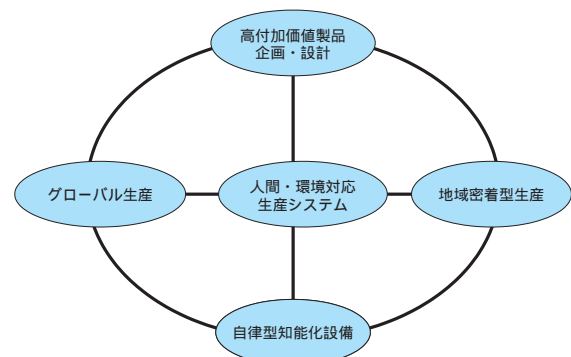 高付加価値製品
企画・設計
グローバル生産
人間・環境対応
生産システム
地域密着型生産
自律型知能化設備